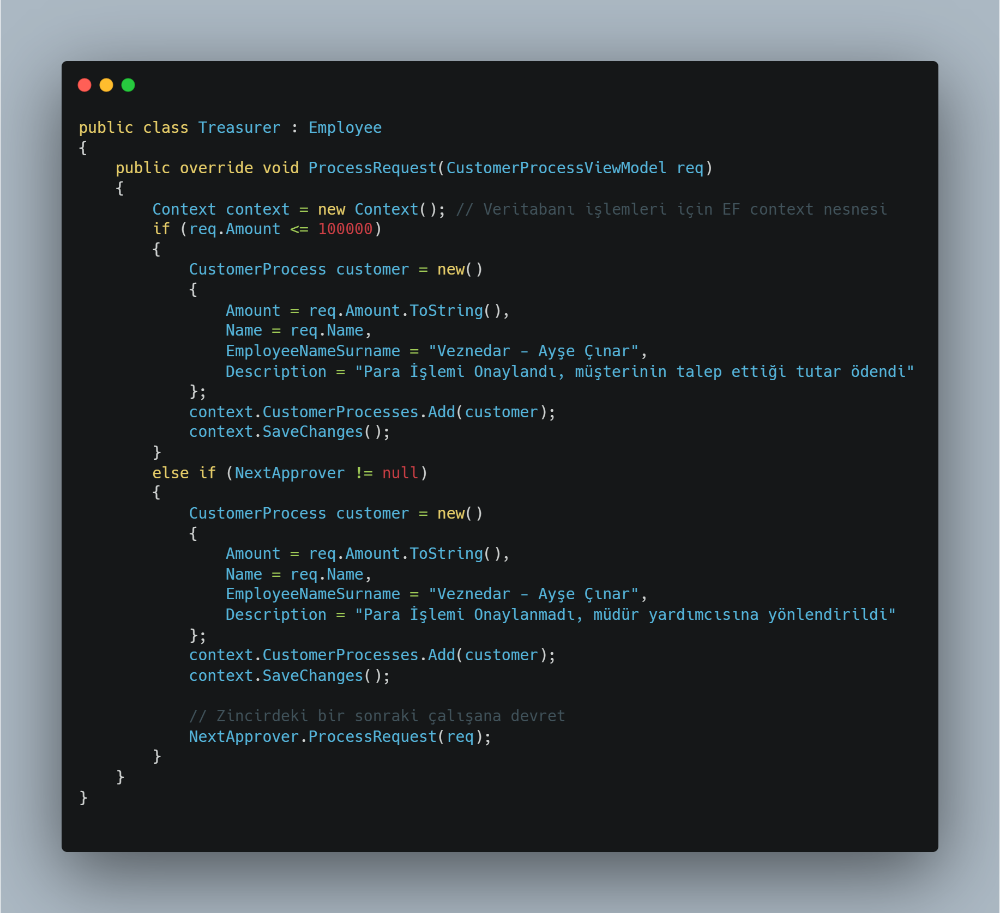 public class Treasurer : Employee
{
    public override void ProcessRequest(CustomerProcessViewModel req)
    {
        Context context = new Context(); // Veritabanı işlemleri için EF context nesnesi
        if (req.Amount <= 100000)
        {
            CustomerProcess customer = new()
            {
                Amount = req.Amount.ToString(),
                Name = req.Name,
                EmployeeNameSurname = "Veznedar - Ayşe Çınar",
                Description = "Para İşlemi Onaylandı, müşterinin talep ettiği tutar ödendi"
            };
            context.CustomerProcesses.Add(customer);
            context.SaveChanges();
        }
        else if (NextApprover != null)
        {
            CustomerProcess customer = new()
            {
                Amount = req.Amount.ToString(),
                Name = req.Name,
                EmployeeNameSurname = "Veznedar - Ayşe Çınar",
                Description = "Para İşlemi Onaylanmadı, müdür yardımcısına yönlendirildi"
            };
            context.CustomerProcesses.Add(customer);
            context.SaveChanges();

            // Zincirdeki bir sonraki çalışana devret
            NextApprover.ProcessRequest(req);
        }
    }
}